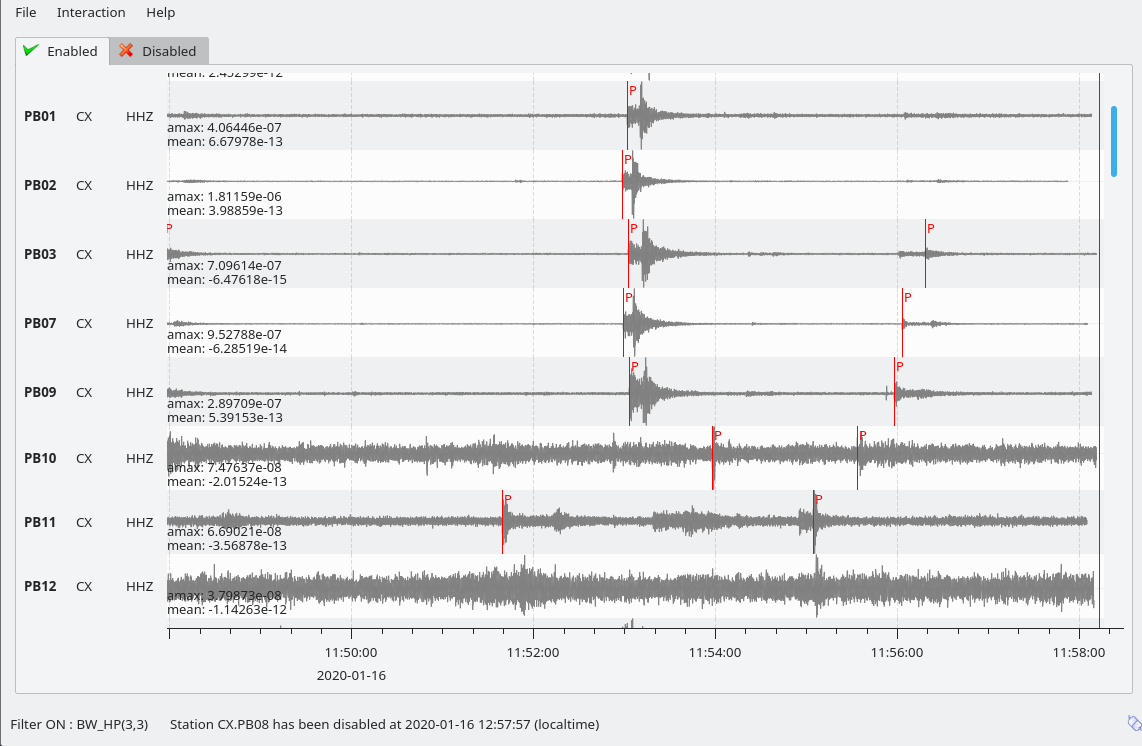 File Interaction Help
Enabled Disabled
mean: 2.45299e-12
P
PB01 CX HHZ
amax: 4.06446e-07
mean: 6.67978e-13
P
PB02 CX HHZ
amax: 1.81159e-06
mean: 3.98859e-13
P P P
PB03 CX HHZ
amax: 7.09614e-07
mean: -6.47618e-15
P P
PB07 CX HHZ
amax: 9.52788e-07
mean: -6.28519e-14
P P
PB09 CX HHZ
amax: 2.89709e-07
mean: 5.39153e-13
P P
PB10 CX HHZ
amax: 7.47637e-08
mean: -2.01524e-13
P P
PB11 CX HHZ
amax: 6.69021e-08
mean: -3.56878e-13
PB12 CX HHZ
amax: 3.79873e-08
mean: -1.14263e-12
11:50:00 11:52:00 11:54:00 11:56:00 11:58:00
2020-01-16
Filter ON : BW_HP(3,3) Station CX.PB08 has been disabled at 2020-01-16 12:57:57 (localtime)